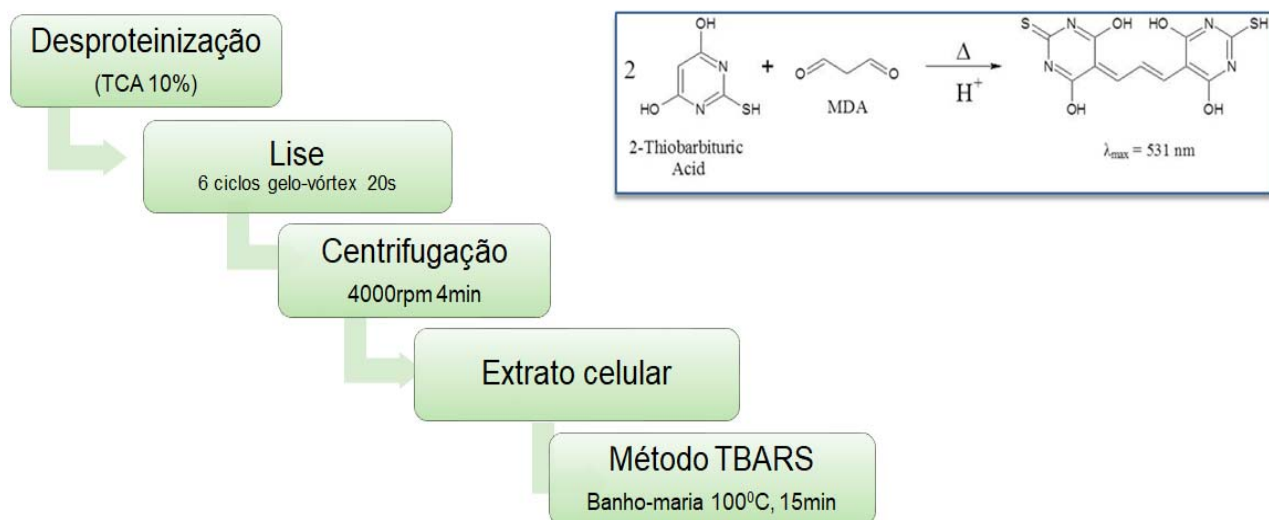 Desproteinização
(TCA 10%)
Lise
6 ciclos gelo-vórtex 20s
Centrifugação
4000rpm 4min
Extrato celular
Método TBARS
Banho-maria 100⁰C, 15min
2
OH
N
HO
N
SH
2-Thiobarbituric
Acid
+
O
O
MDA
Δ
H⁺
S
N
OH
N
OH
HO
N
SH
N
OH
λmax = 531 nm